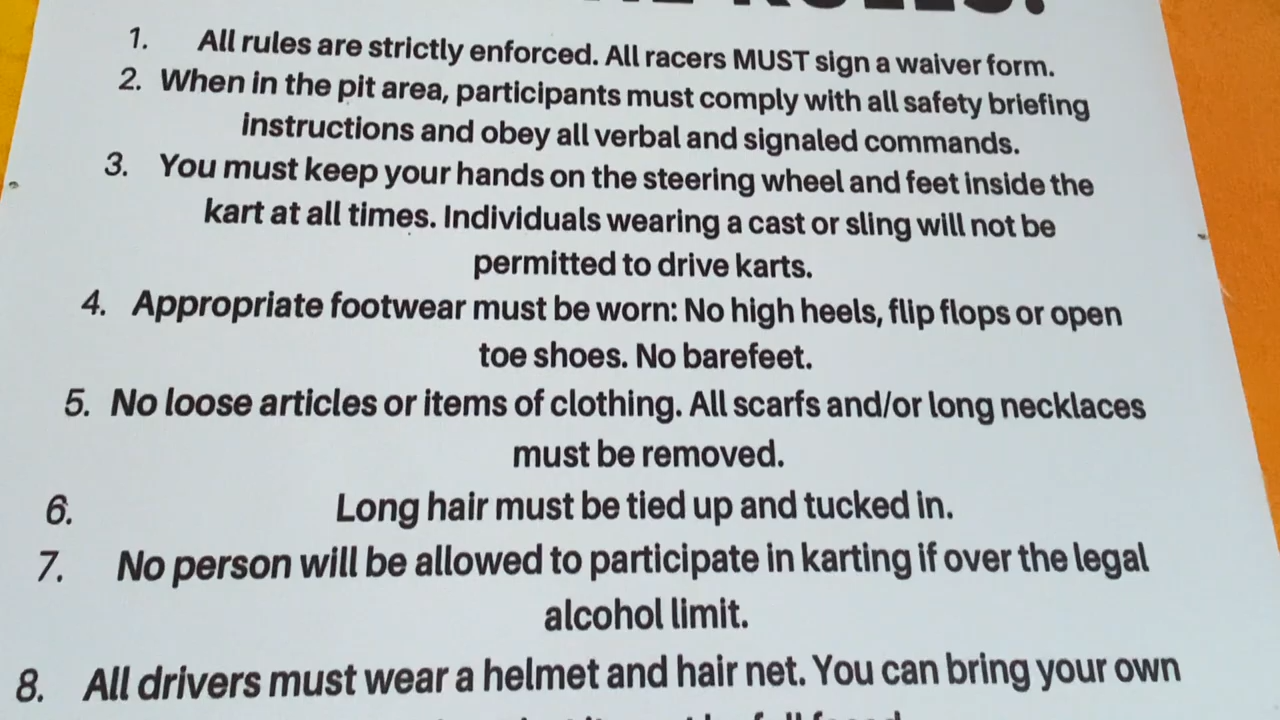 RULES!
1. All rules are strictly enforced. All racers MUST sign a waiver form.
2. When in the pit area, participants must comply with all safety briefing
instructions and obey all verbal and signaled commands.
3. You must keep your hands on the steering wheel and feet inside the
kart at all times. Individuals wearing a cast or sling will not be
permitted to drive karts.
4. Appropriate footwear must be worn: No high heels, flip flops or open
toe shoes. No barefeet.
5. No loose articles or items of clothing. All scarfs and/or long necklaces
must be removed.
6. Long hair must be tied up and tucked in.
7. No person will be allowed to participate in karting if over the legal
alcohol limit.
8. All drivers must wear a helmet and hair net. You can bring your own